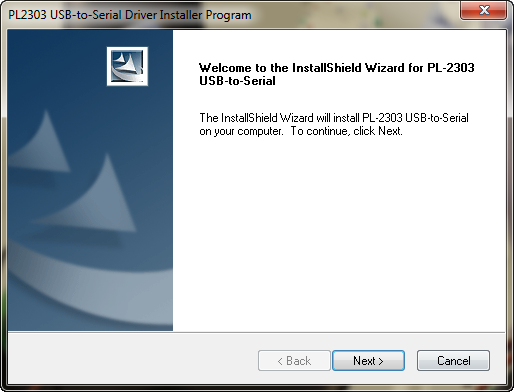 PL2303 USB-to-Serial Driver Installer Program
Welcome to the InstallShield Wizard for PL-2303
USB-to-Serial
The InstallShield Wizard will install PL-2303 USB-to-Serial
on your computer. To continue, click Next.
< Back
Next >
Cancel